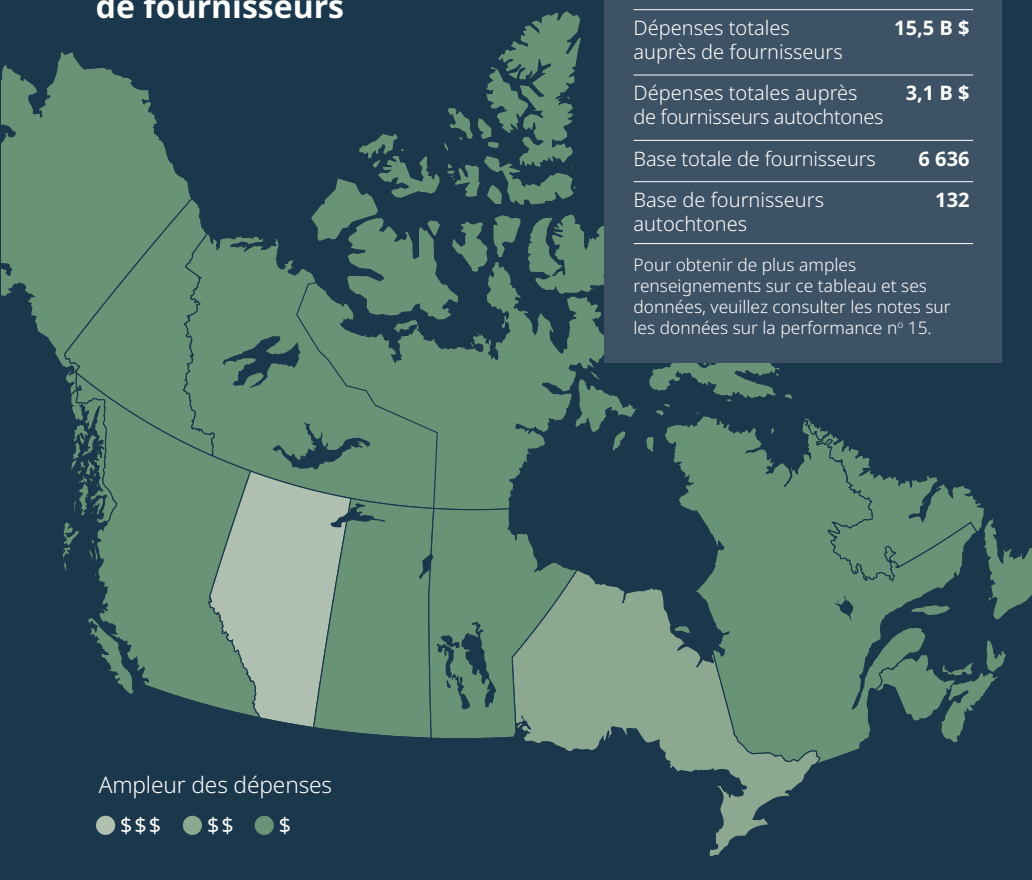 de fournisseurs
Dépenses totales 15,5 B $
auprès de fournisseurs
Dépenses totales auprès 3,1 B $
de fournisseurs autochtones
Base totale de fournisseurs 6 636
Base de fournisseurs 132
autochtones
Pour obtenir de plus amples
renseignements sur ce tableau et ses
données, veuillez consulter les notes sur
les données sur la performance nº 15.
Ampleur des dépenses
$$$ $$ $